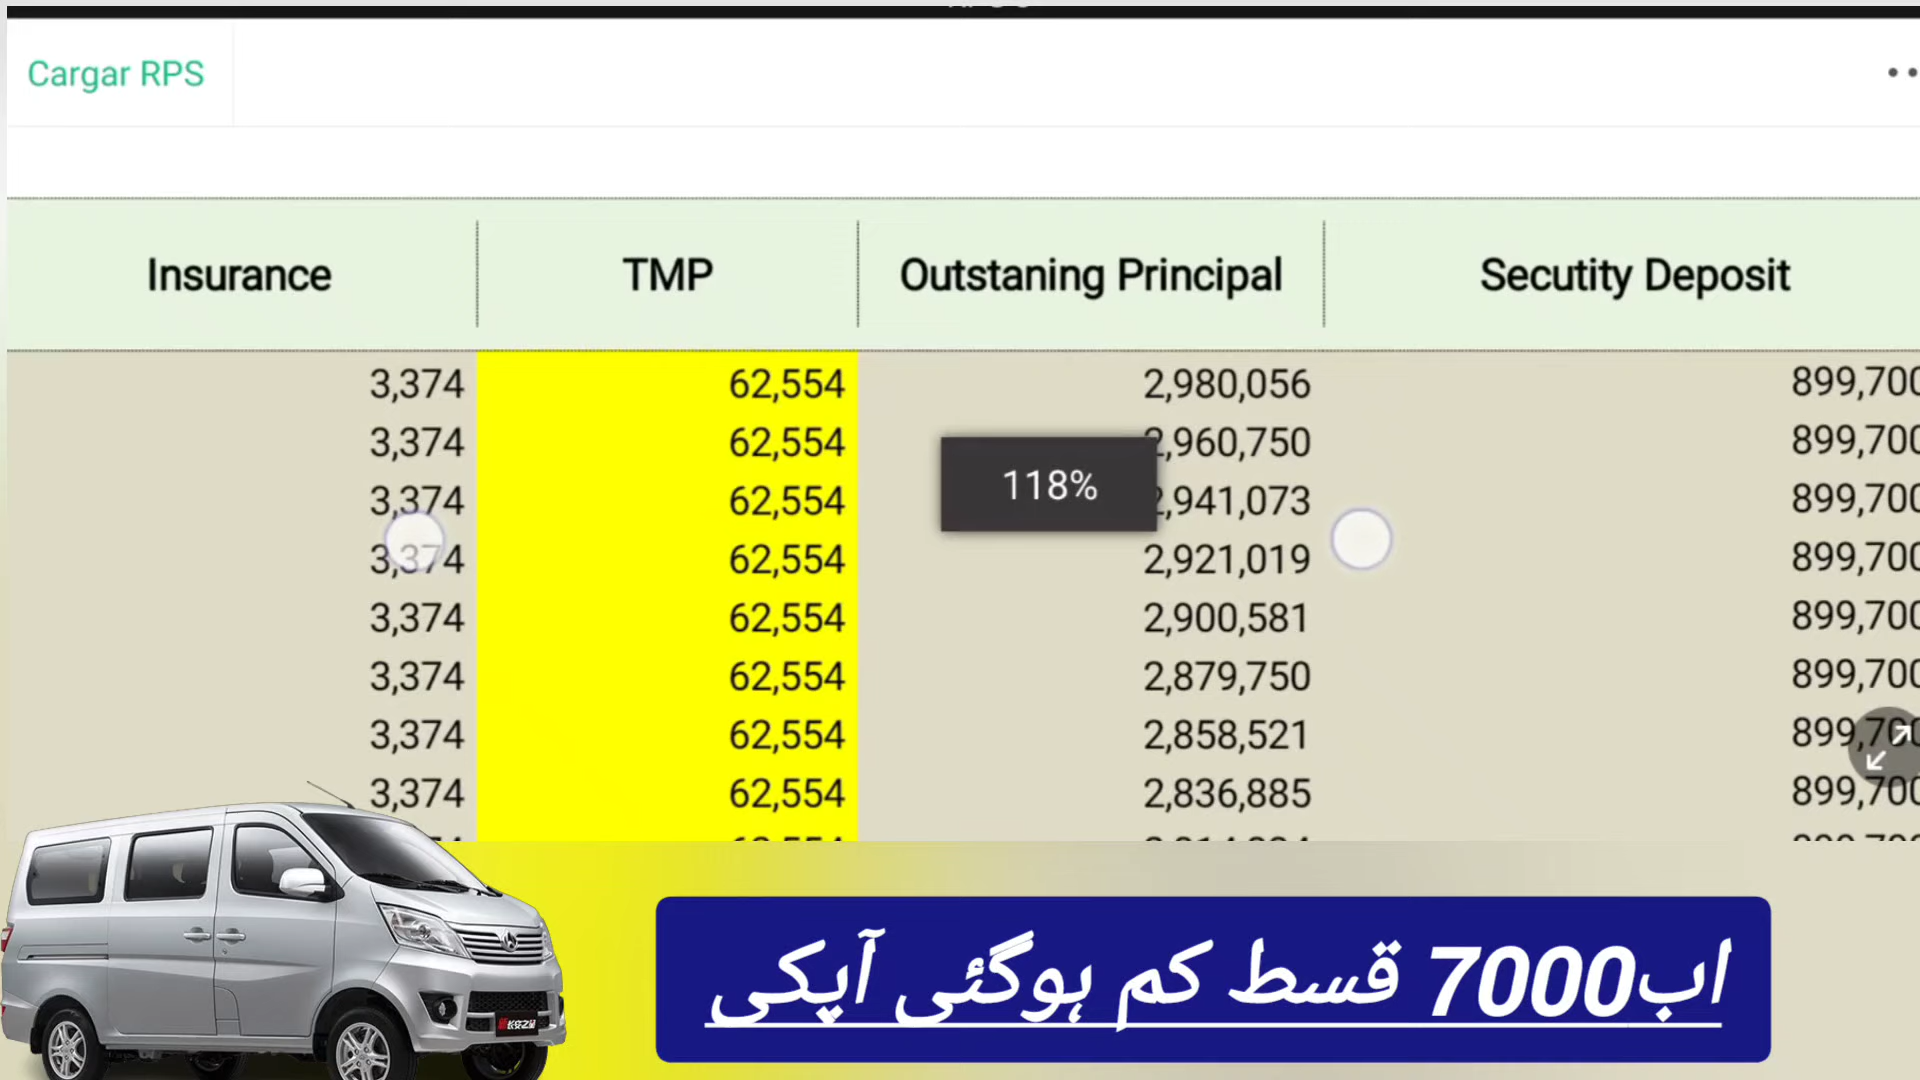 Cargar RPS
Insurance TMP Outstaning Principal Secutity Deposit
3,374 62,554 2,980,056 899,700
3,374 62,554 2,960,750 899,700
118%
3,374 62,554 2,941,073 899,700
3,374 62,554 2,921,019 899,700
3,374 62,554 2,900,581 899,700
3,374 62,554 2,879,750 899,700
3,374 62,554 2,858,521 899,700
3,374 62,554 2,836,885 899,700
اب7000 قسط کم ہوگئی آپکی